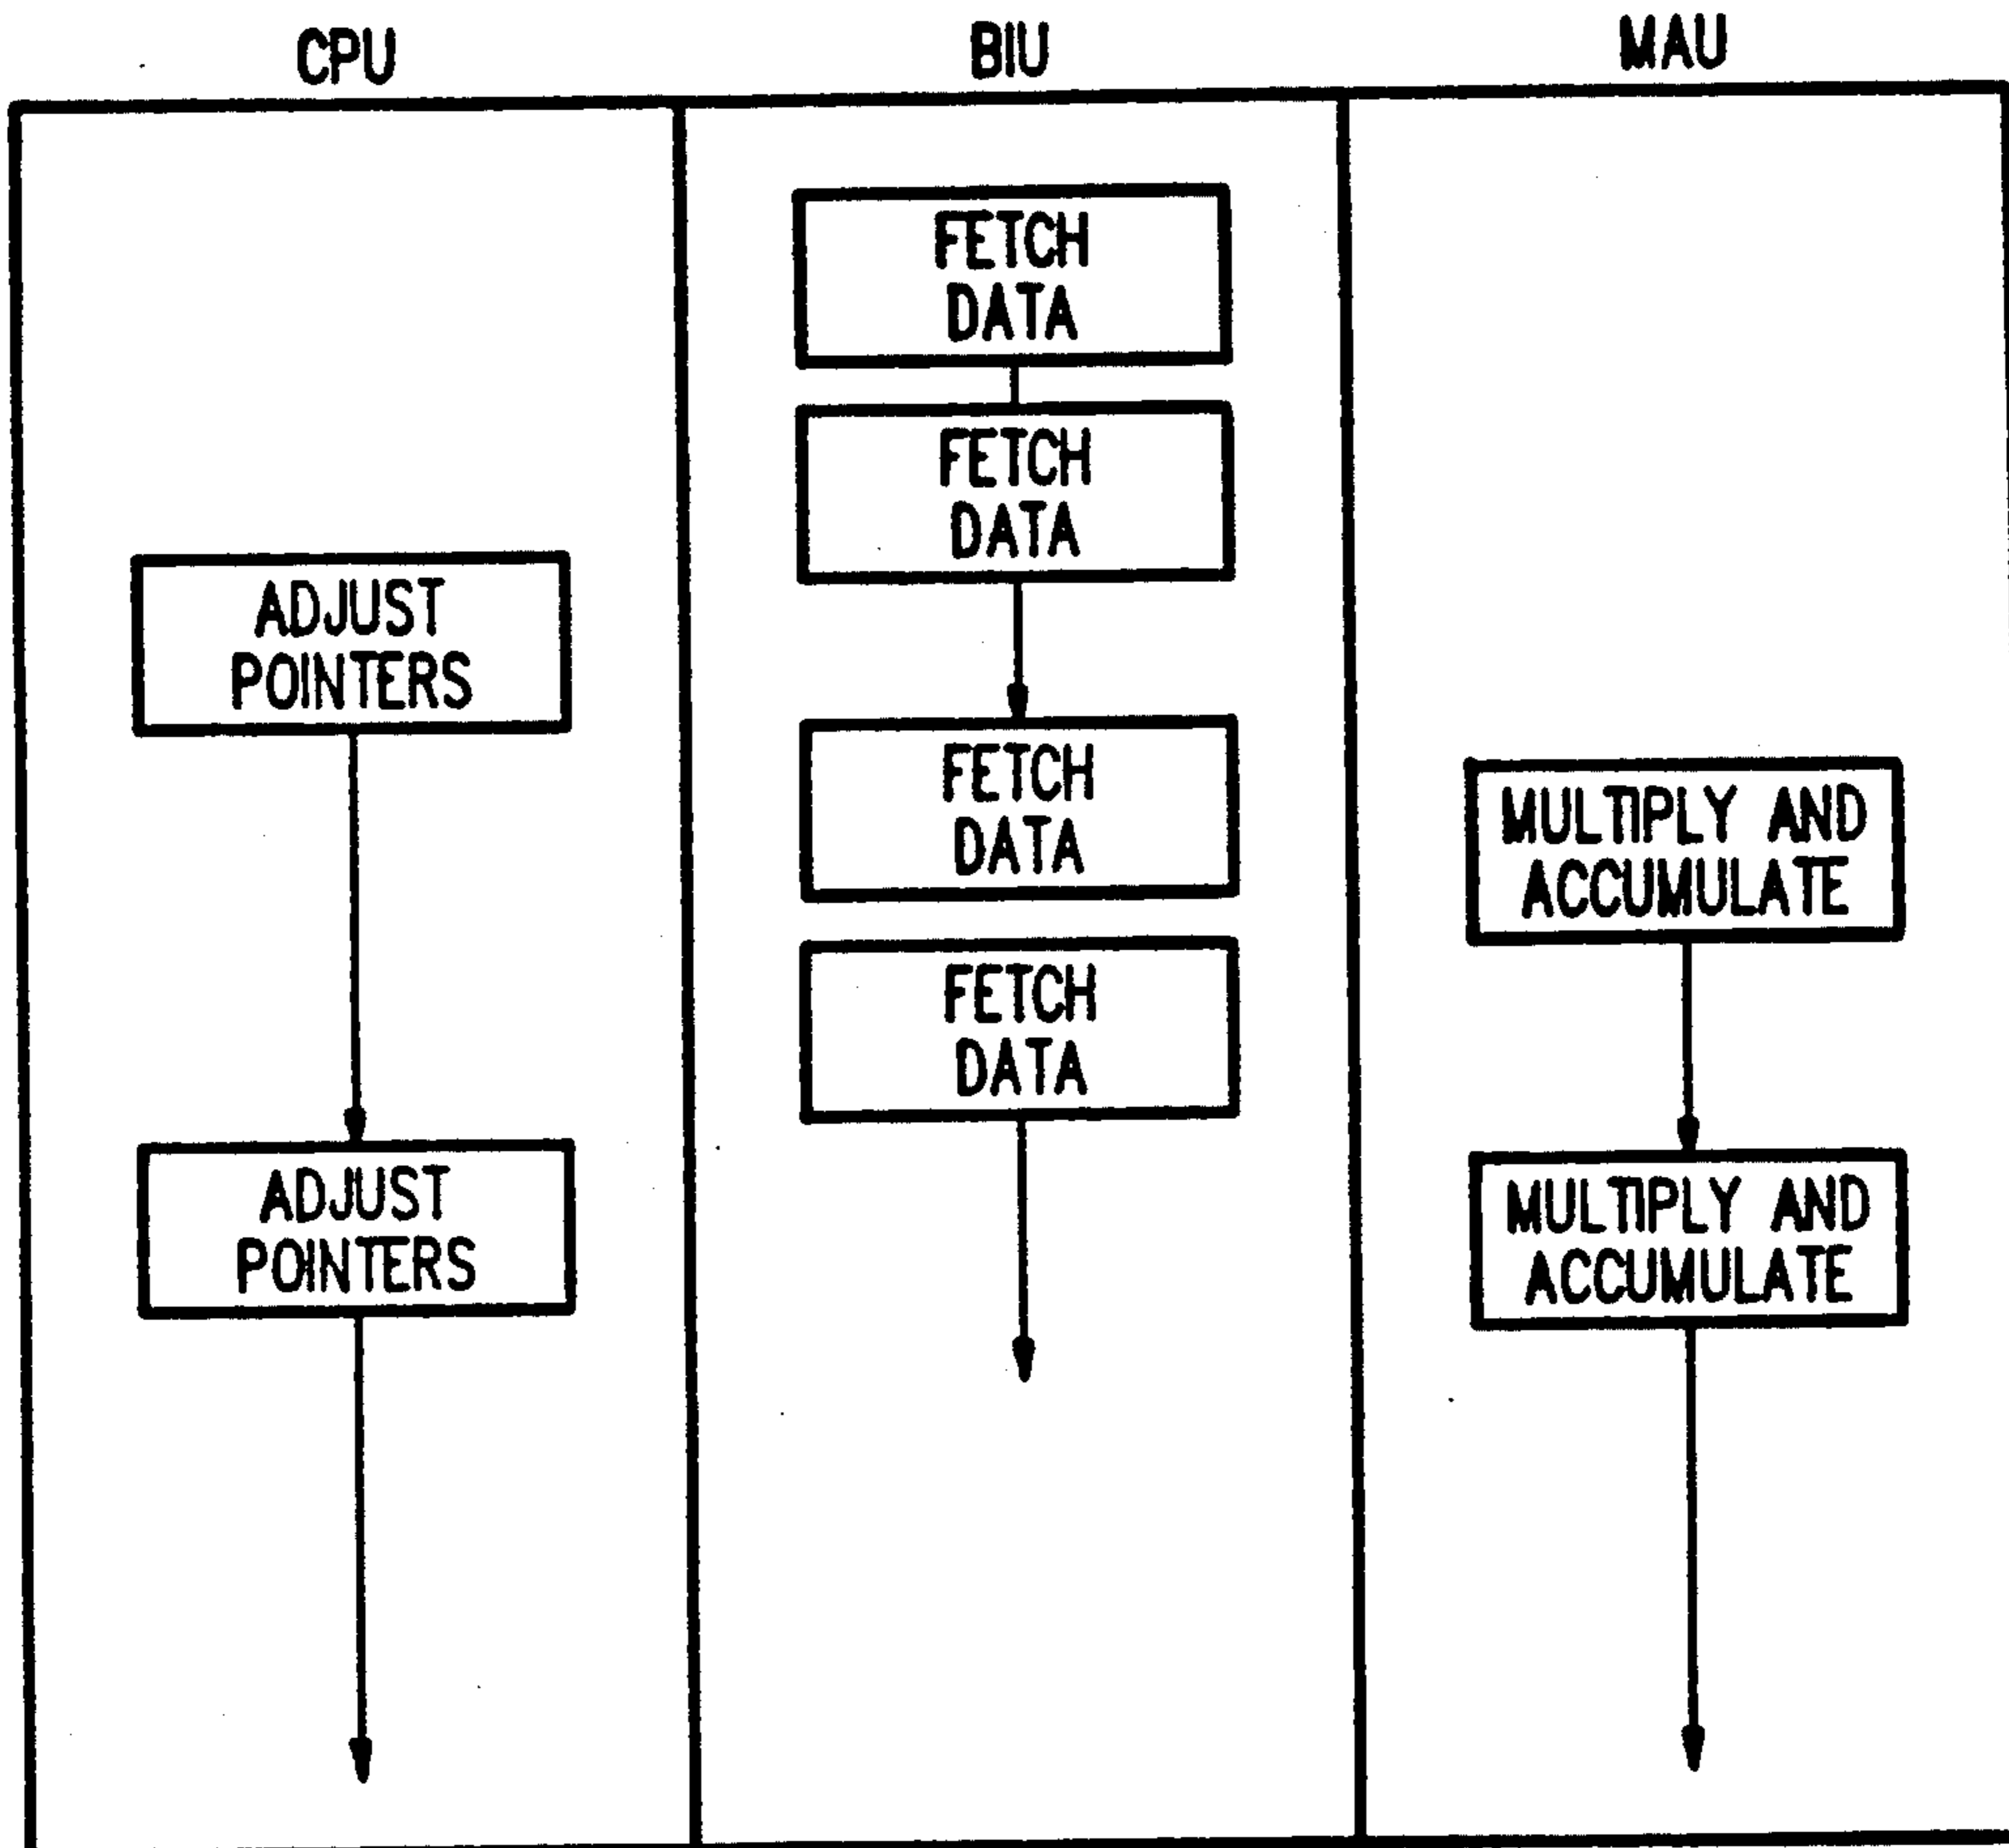 CPU
BIU
MAU
FETCH
DATA
FETCH
DATA
ADJUST
POINTERS
FETCH
DATA
MULTIPLY AND
ACCUMULATE
FETCH
DATA
ADJUST
POINTERS
MULTIPLY AND
ACCUMULATE